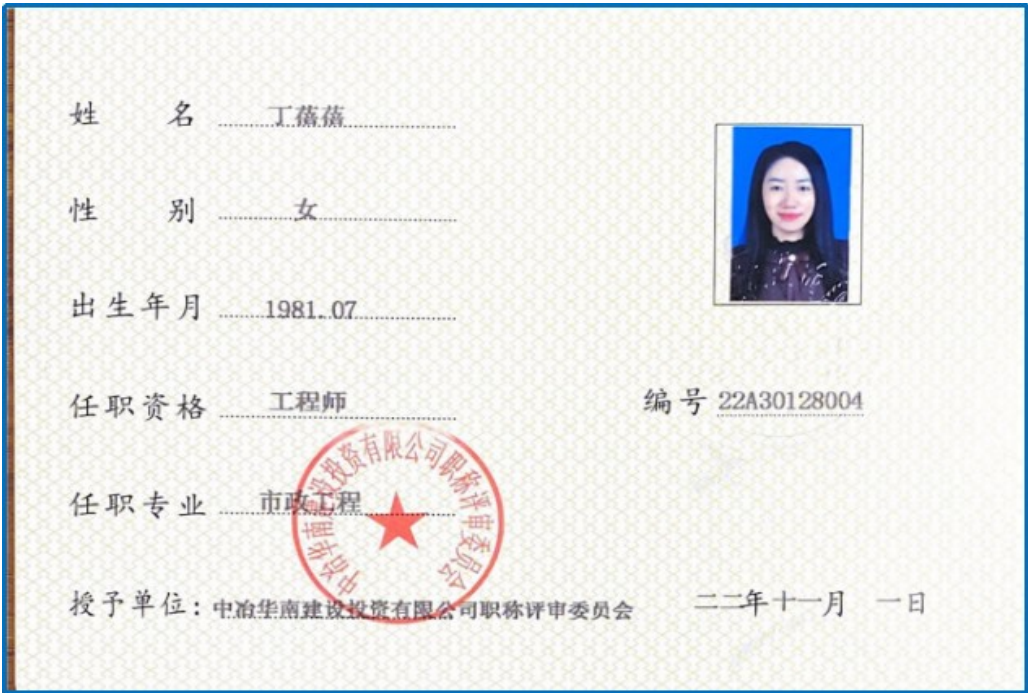 姓名 丁蓓蓓
性别 女
出生年月 1981.07
任职资格 工程师
编号 22A30128004
任职专业 市政工程
中冶华南建设投资有限公司职称评审委员会
授予单位：中冶华南建设投资有限公司职称评审委员会 二二年十一月 一日